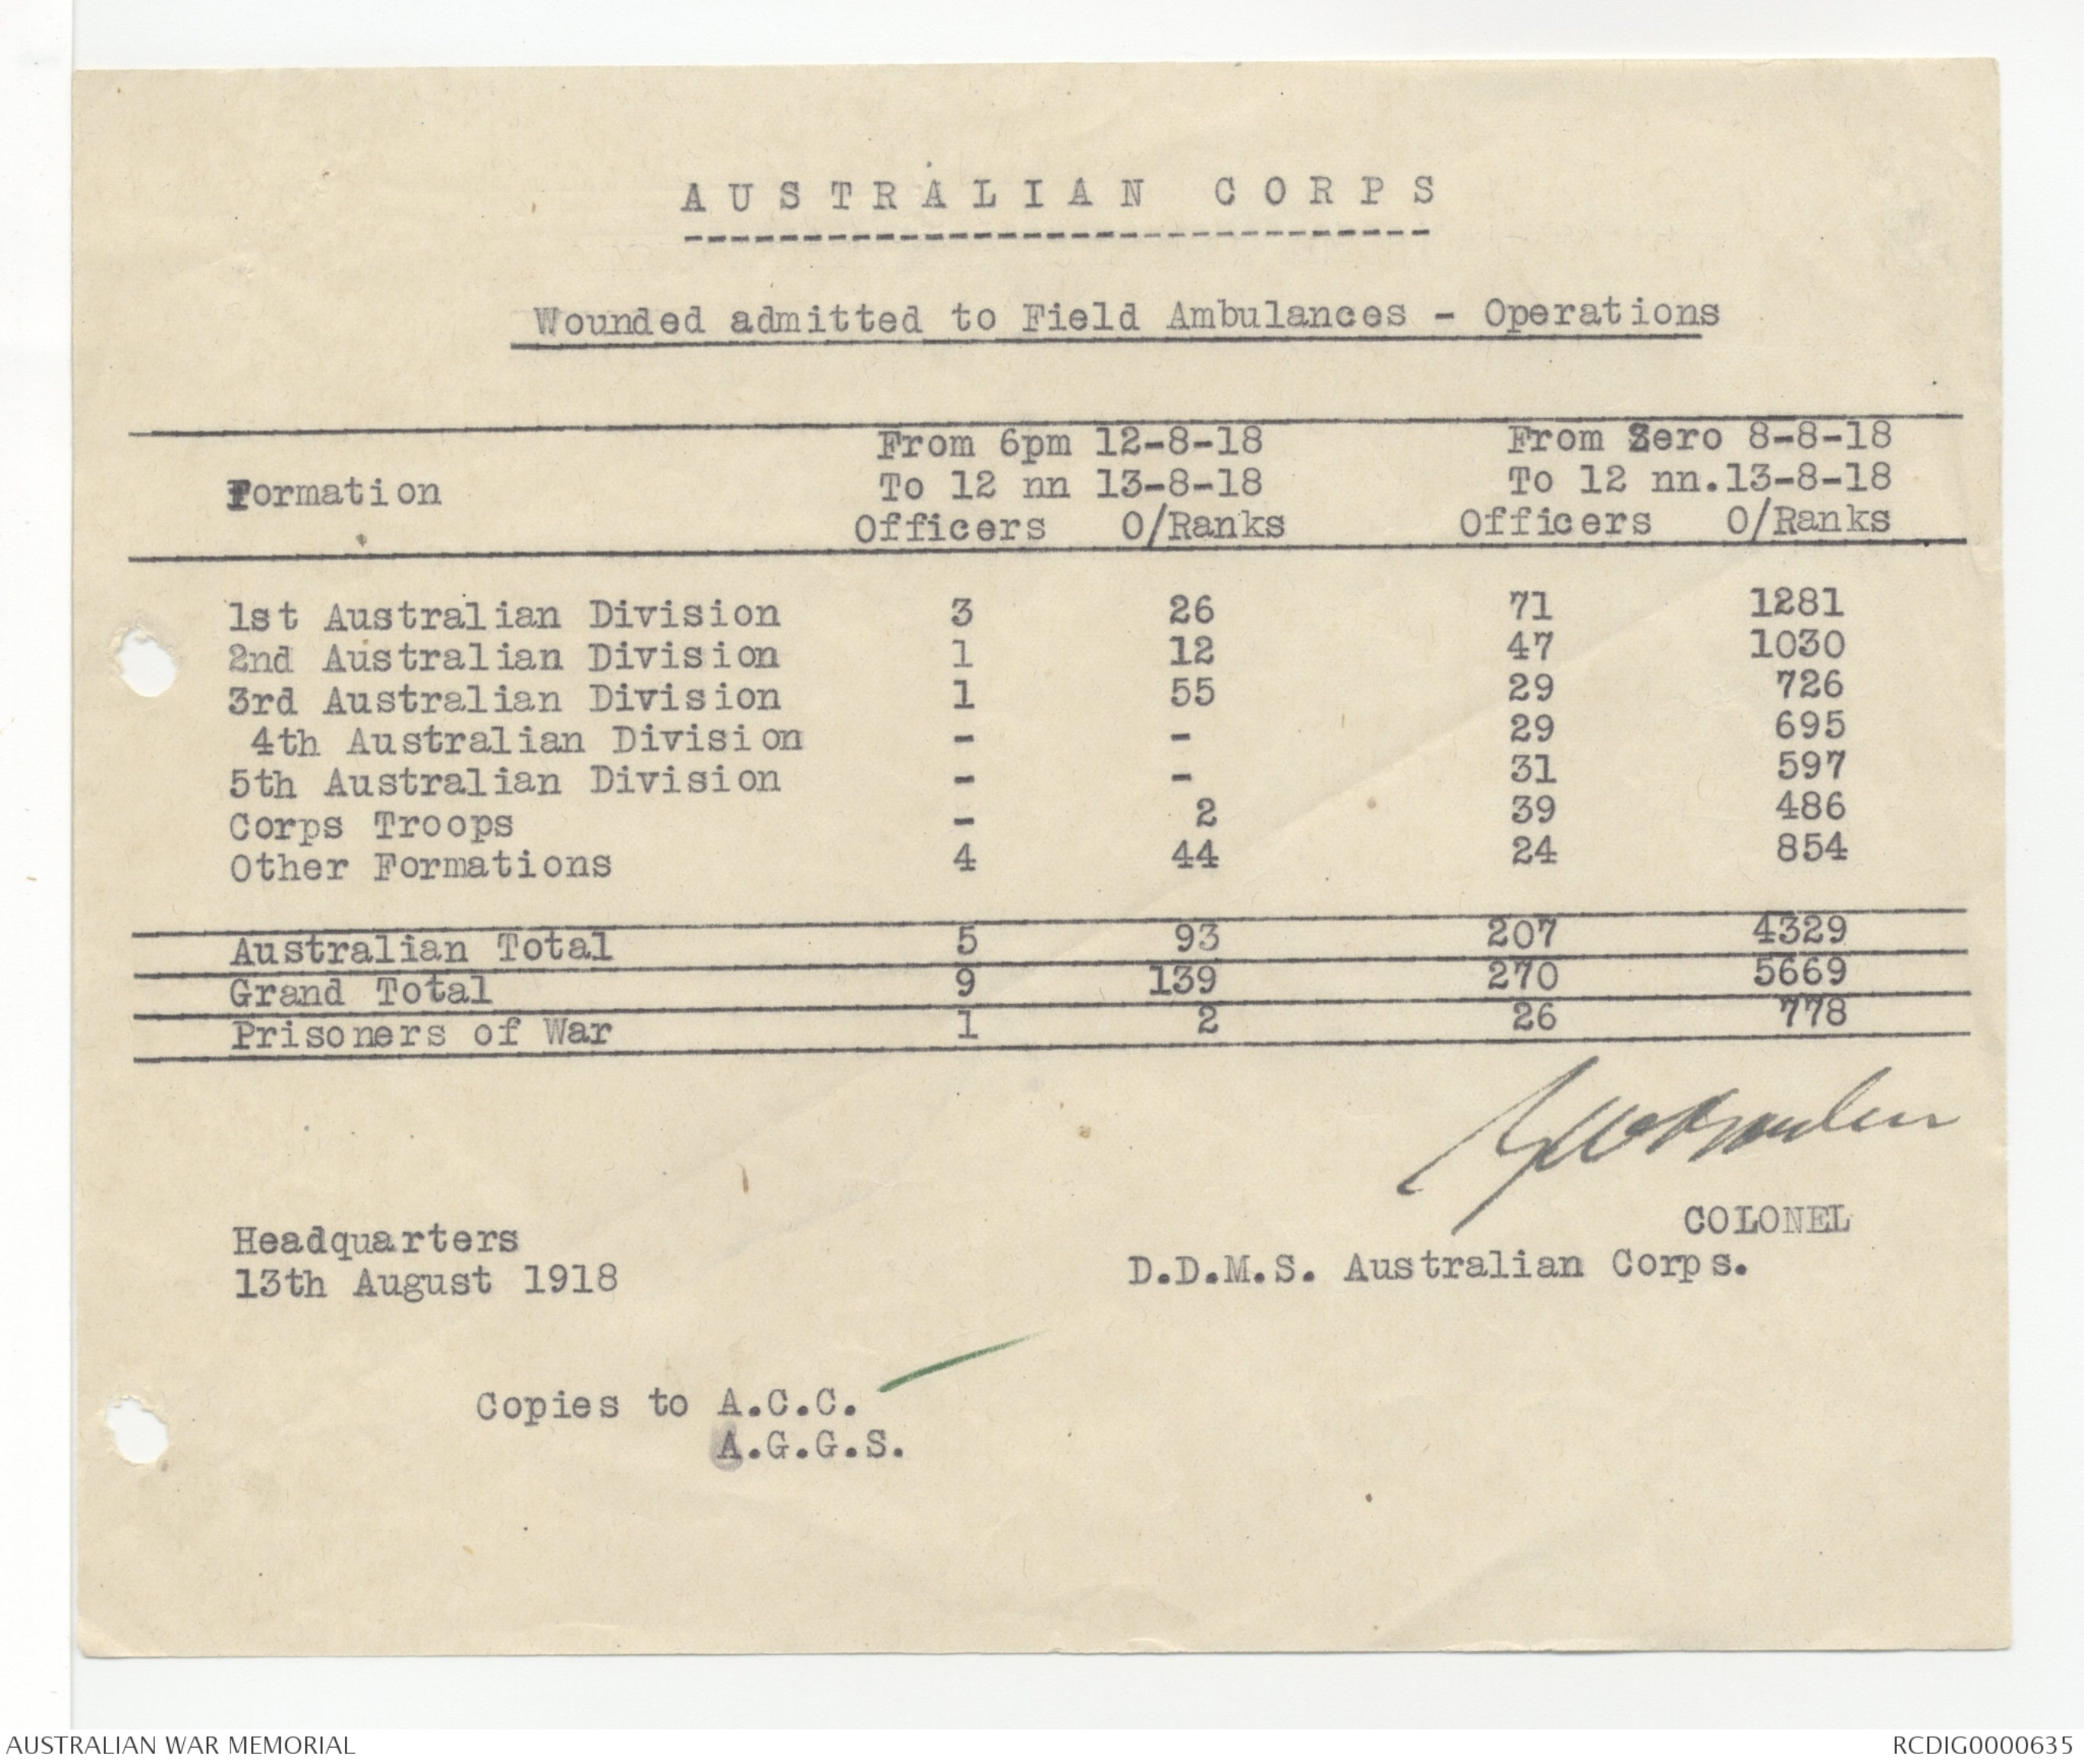 AUSTRALIAN CORPS
Wounded admitted to Field Ambulances - Operations
From 6pm 12-8-18 From Zero 8-8-18
Formation To 12 nn 13-8-18 To 12 nn.13-8-18
Officers O/Ranks Officers O/Ranks
1st Australian Division 3 26 71 1281
2nd Australian Division 1 12 47 1030
3rd Australian Division 1 55 29 726
4th Australian Division - - 29 695
5th Australian Division - - 31 597
Corps Troops - 2 39 486
Other Formations 4 44 24 854
Australian Total 5 93 207 4329
Grand Total 9 139 270 5669
Prisoners of War 1 2 26 778
COLONEL
Headquarters
D.D.M.S. Australian Corps.
13th August 1918
Copies to A.C.C.
A.G.G.S.
AUSTRALIAN WAR MEMORIAL RCDIG0000635